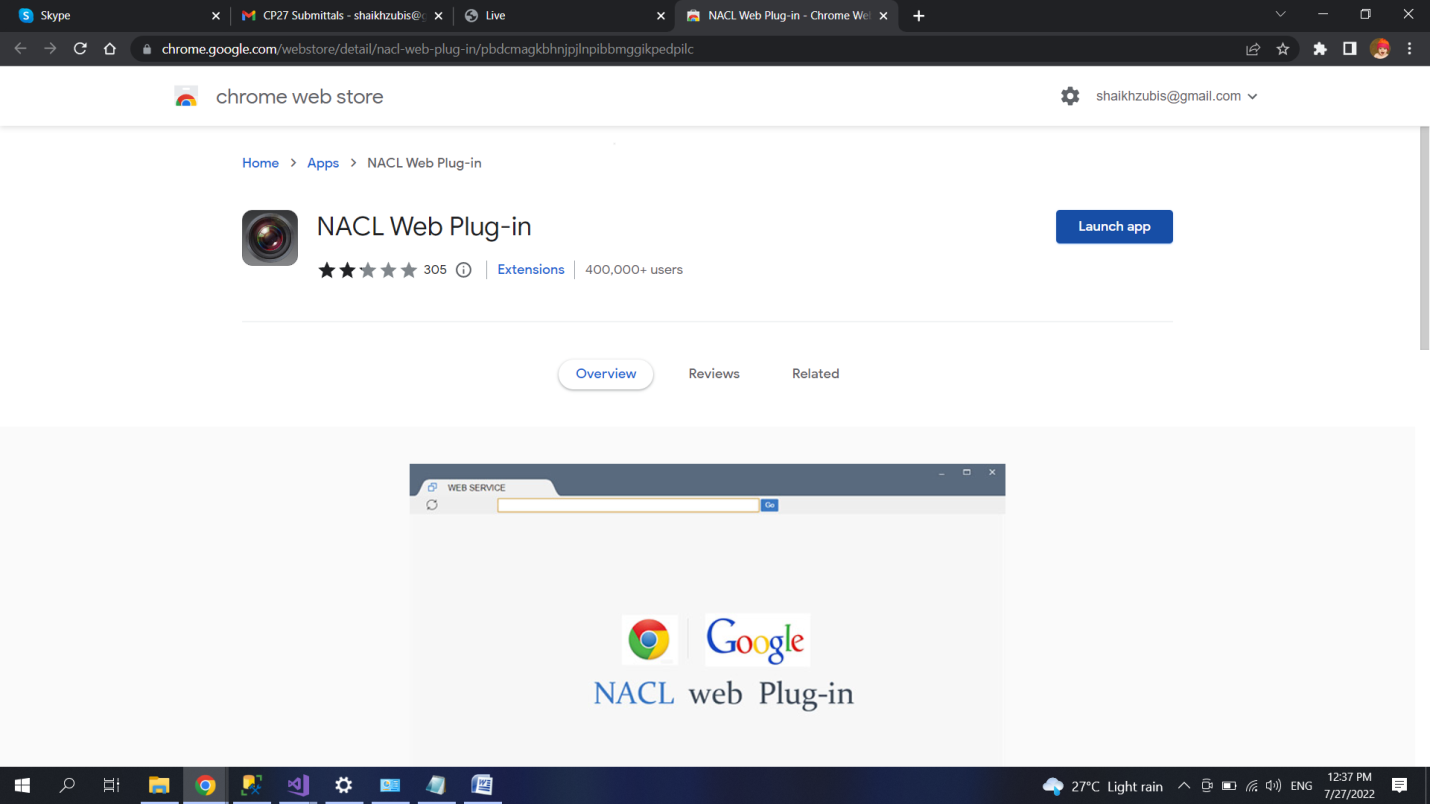 Skype
CP27 Submittals - shaikhzubis@g
Live
NACL Web Plug-in - Chrome We
chrome.google.com/webstore/detail/nacl-web-plug-in/pbdcmagkbhnjpjlnpibbmggikpedpilc
chrome web store
shaikhzubis@gmail.com
Home > Apps > NACL Web Plug-in
NACL Web Plug-in
Launch app
305
Extensions
400,000+ users
Overview
Reviews
Related
WEB SERVICE
Go
Google
NACL web Plug-in
27°C Light rain
ENG
12:37 PM
7/27/2022